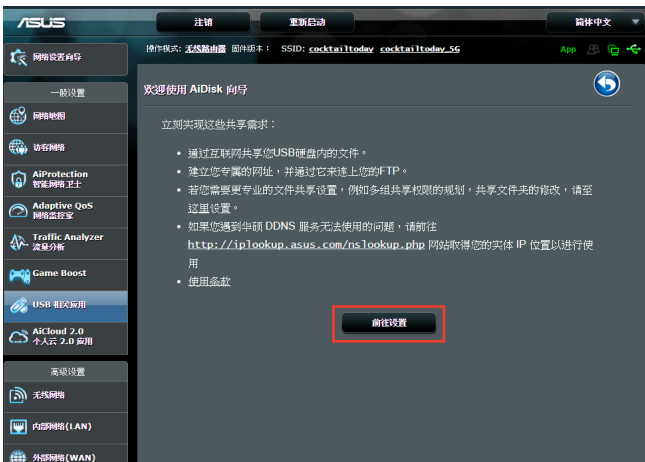 ASUS
注销
重新启动
简体中文
操作模式: 无线路由器 固件版本: SSID: cocktailtoday cocktailtoday_5G
App
网络设置向导
一般设置
网络地图
访客网络
AiProtection
智能网络卫士
Adaptive QoS
网络监控家
Traffic Analyzer
流量分析
Game Boost
USB 相关应用
AiCloud 2.0
个人云 2.0 应用
高级设置
无线网络
内部网络(LAN)
外部网络(WAN)
欢迎使用 AiDisk 向导
立刻实现这些共享需求：
• 通过互联网共享您USB硬盘内的文件。
• 建立您专属的网址，并通过它来连上您的FTP。
• 若您需要更专业的文件共享设置，例如多组共享权限的规划，共享文件夹的修改，请至
这里设置。
• 如果您遇到华硕 DDNS 服务无法使用的问题，请前往
http://iplookup.asus.com/nslookup.php 网站取得您的实体 IP 位置以进行使
用
• 使用条款
前往设置